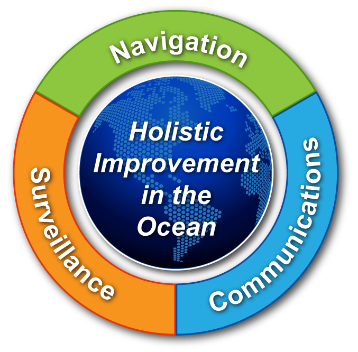 Navigation
Holistic
Improvement
in the
Ocean
Surveillance
Communications